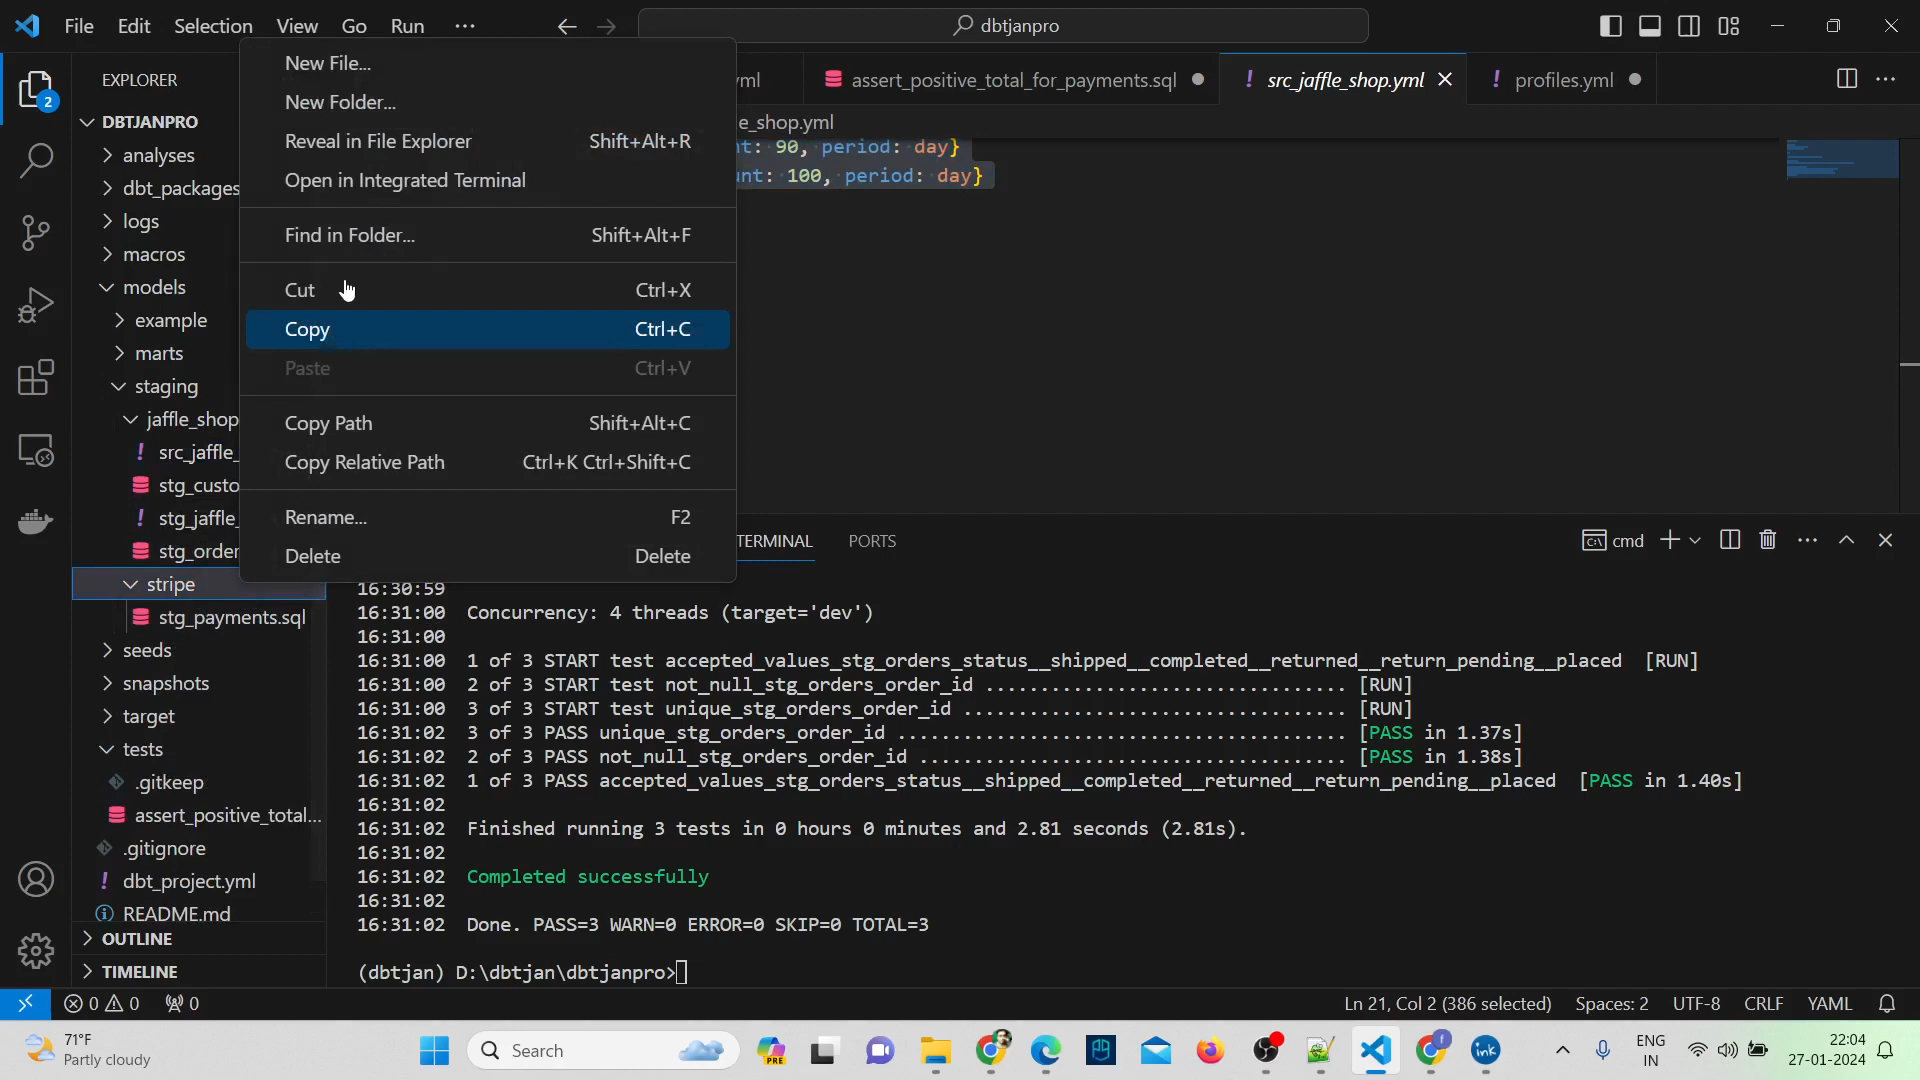 File Edit Selection View Go Run ···
dbtjanpro
EXPLORER
yml
assert_positive_total_for_payments.sql
! src_jaffle_shop.yml
! profiles.yml
e_shop.yml
2
DBTJANPRO
analyses
dbt_packages
logs
macros
models
example
marts
staging
jaffle_shop
! src_jaffle_
stg_custo
! stg_jaffle_
stg_order
stripe
stg_payments.sql
seeds
snapshots
target
tests
.gitkeep
assert_positive_total...
.gitignore
! dbt_project.yml
README.md
OUTLINE
TIMELINE
New File...
New Folder...
Reveal in File Explorer Shift+Alt+R
Open in Integrated Terminal
Find in Folder... Shift+Alt+F
Cut Ctrl+X
Copy Ctrl+C
Paste Ctrl+V
Copy Path Shift+Alt+C
Copy Relative Path Ctrl+K Ctrl+Shift+C
Rename... F2
Delete Delete
nt: 90, period: day}
unt: 100, period: day}
TERMINAL PORTS
cmd
16:30:59
16:31:00 Concurrency: 4 threads (target='dev')
16:31:00
16:31:00 1 of 3 START test accepted_values_stg_orders_status__shipped__completed__returned__return_pending__placed [RUN]
16:31:00 2 of 3 START test not_null_stg_orders_order_id ................................. [RUN]
16:31:00 3 of 3 START test unique_stg_orders_order_id ................................... [RUN]
16:31:02 3 of 3 PASS unique_stg_orders_order_id ......................................... [PASS in 1.37s]
16:31:02 2 of 3 PASS not_null_stg_orders_order_id ....................................... [PASS in 1.38s]
16:31:02 1 of 3 PASS accepted_values_stg_orders_status__shipped__completed__returned__return_pending__placed [PASS in 1.40s]
16:31:02
16:31:02 Finished running 3 tests in 0 hours 0 minutes and 2.81 seconds (2.81s).
16:31:02
16:31:02 Completed successfully
16:31:02
16:31:02 Done. PASS=3 WARN=0 ERROR=0 SKIP=0 TOTAL=3
(dbtjan) D:\dbtjan\dbtjanpro>
0 0 0
Ln 21, Col 2 (386 selected) Spaces: 2 UTF-8 CRLF YAML
71°F
Partly cloudy
Search
PRE
ink
ENG
IN
22:04
27-01-2024